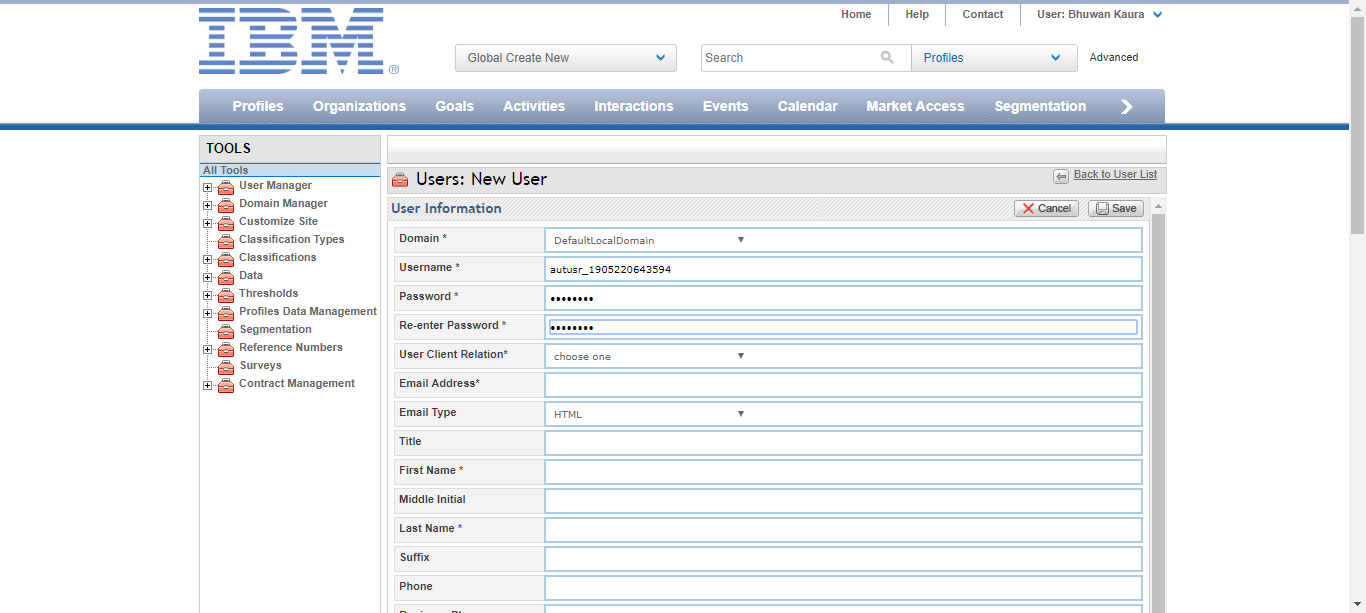 IBM ®
Home Help Contact User: Bhuwan Kaura
Global Create New Search Profiles Advanced
Profiles Organizations Goals Activities Interactions Events Calendar Market Access Segmentation
TOOLS
All Tools
User Manager
Domain Manager
Customize Site
Classification Types
Classifications
Data
Thresholds
Profiles Data Management
Segmentation
Reference Numbers
Surveys
Contract Management
Users: New User Back to User List
User Information Cancel Save
Domain * DefaultLocalDomain
Username * autusr_1905220643594
Password * ••••••••
Re-enter Password * ••••••••
User Client Relation* choose one
Email Address*
Email Type HTML
Title
First Name *
Middle Initial
Last Name *
Suffix
Phone